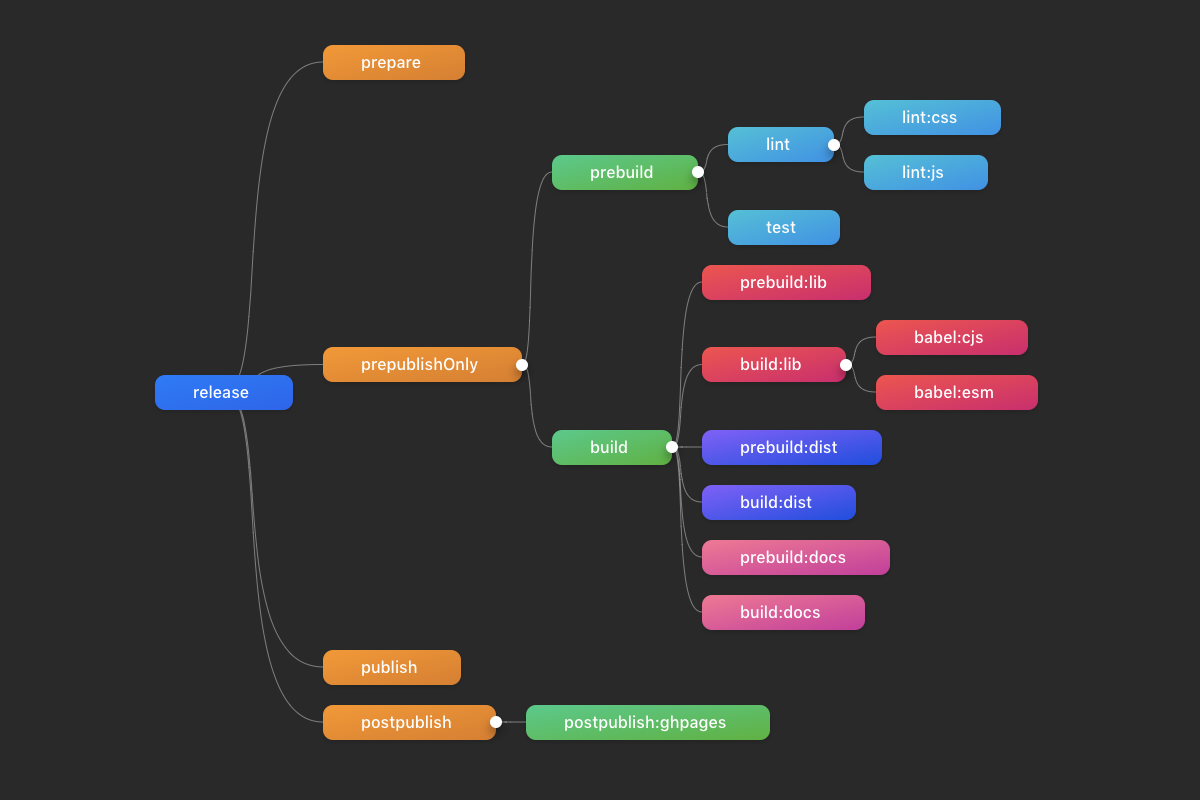 prepare
lint:css
lint
prebuild
lint:js
test
prebuild:lib
babel:cjs
prepublishOnly
build:lib
release
babel:esm
build
prebuild:dist
build:dist
prebuild:docs
build:docs
publish
postpublish
postpublish:ghpages